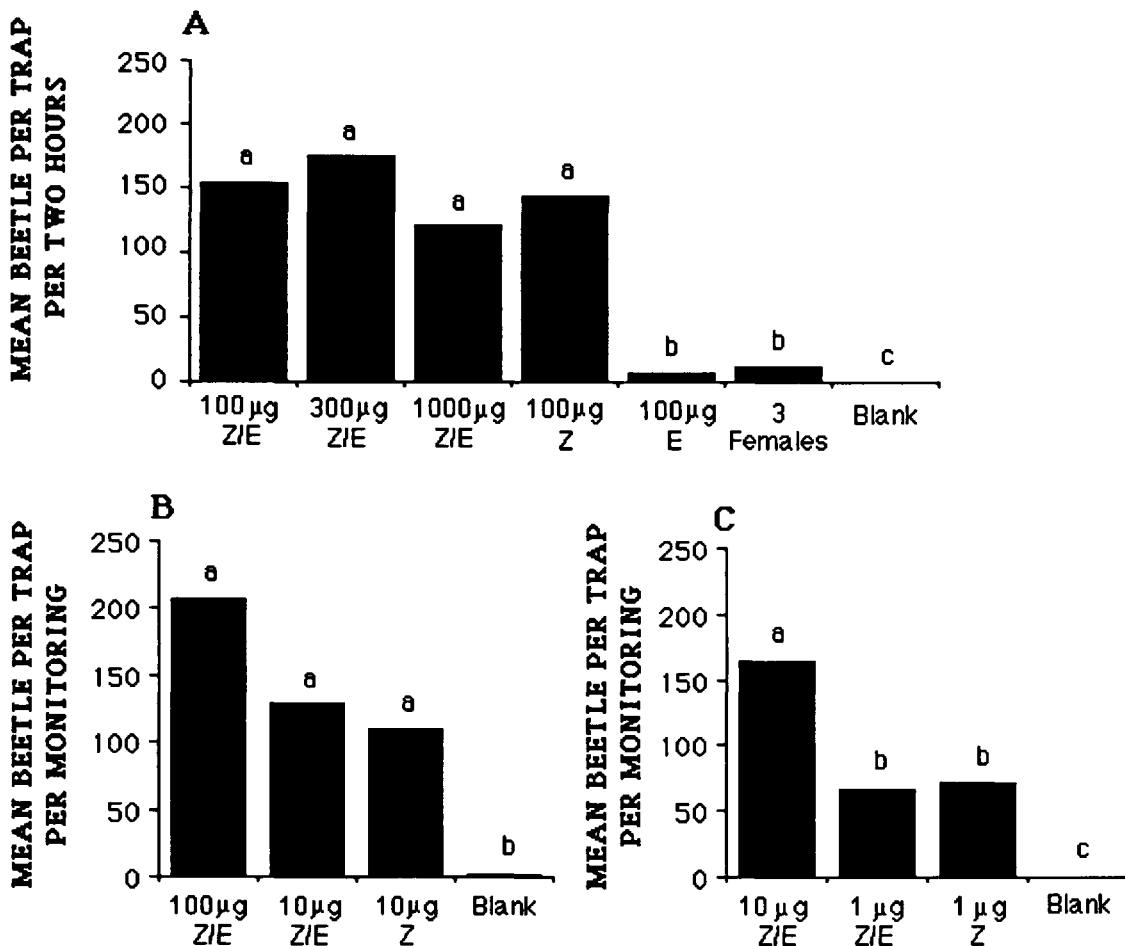 A
MEAN BEETLE PER TRAP
PER TWO HOURS
250
200
150
100
50
0
a
a
a
a
b
b
c
100µg
Z/E
300µg
Z/E
1000µg
Z/E
100µg
Z
100µg
E
3
Females
Blank
B
MEAN BEETLE PER TRAP
PER MONITORING
250
200
150
100
50
0
a
a
a
b
100µg
Z/E
10µg
Z/E
10µg
Z
Blank
C
MEAN BEETLE PER TRAP
PER MONITORING
250
200
150
100
50
0
a
b
b
c
10 µg
Z/E
1 µg
Z/E
1 µg
Z
Blank